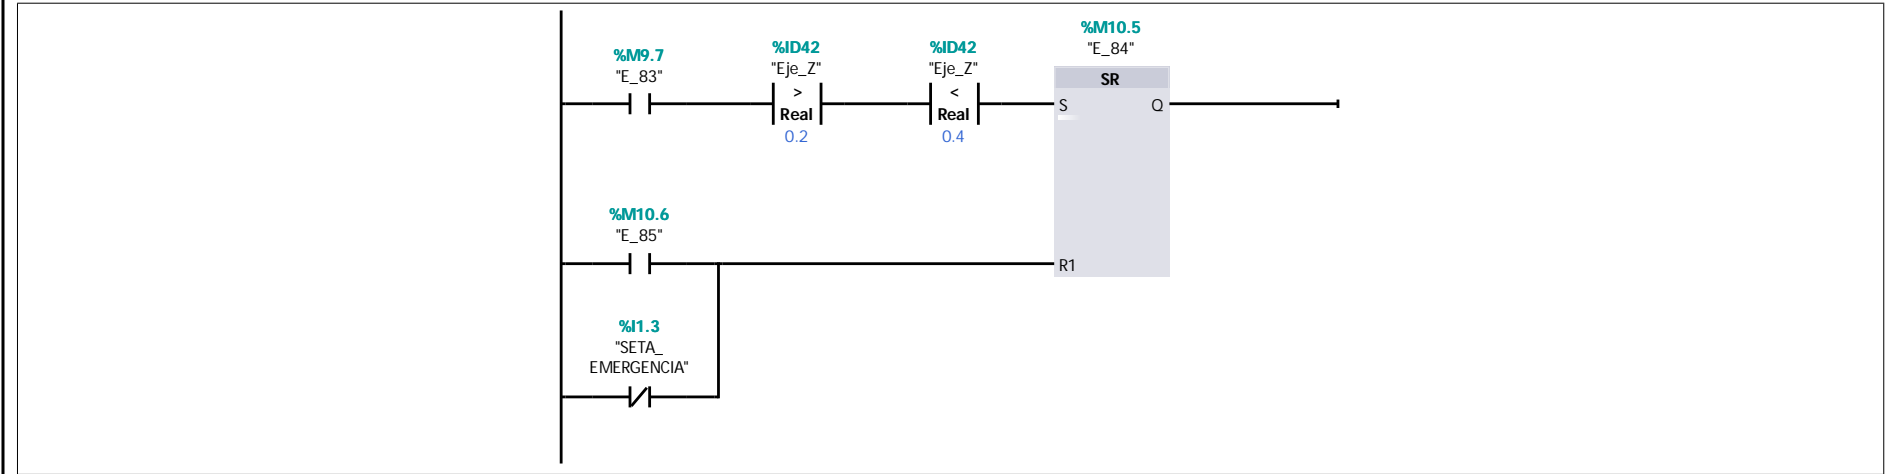 %M9.7
"E_83"
%ID42
"Eje_Z"
>
Real
0.2
%ID42
"Eje_Z"
<
Real
0.4
%M10.5
"E_84"
SR
S
Q
%M10.6
"E_85"
R1
%I1.3
"SETA_
EMERGENCIA"